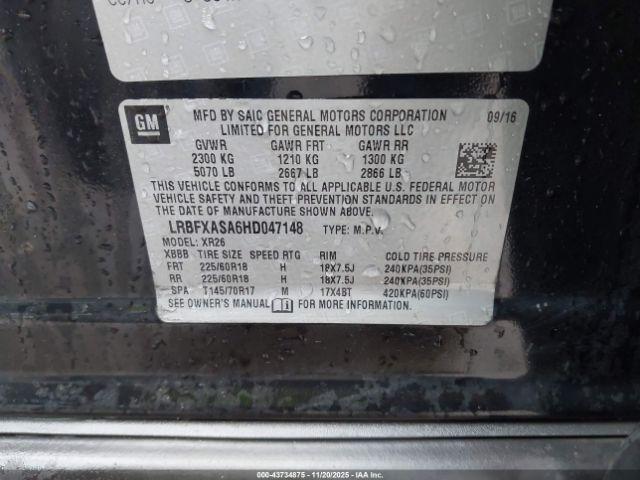 GM
MFD BY SAIC GENERAL MOTORS CORPORATION 09/16
LIMITED FOR GENERAL MOTORS LLC
GVWR GAWR FRT GAWR RR
2300 KG 1210 KG 1300 KG
5070 LB 2667 LB 2866 LB
THIS VEHICLE CONFORMS TO ALL APPLICABLE U.S. FEDERAL MOTOR
VEHICLE SAFETY AND THEFT PREVENTION STANDARDS IN EFFECT ON
THE DATE OF MANUFACTURE SHOWN ABOVE.
LRBFXASA6HD047148 TYPE: M.P.V.
MODEL: XR26
XBBB TIRE SIZE SPEED RTG RIM COLD TIRE PRESSURE
FRT 225/60R18 H 18X7.5J 240KPA(35PSI)
RR 225/60R18 H 18X7.5J 240KPA(35PSI)
SPA T145/70R17 M 17X4BT 420KPA(60PSI)
SEE OWNER'S MANUAL FOR MORE INFORMATION.
000-43734875 - 11/20/2025 - IAAI.CA